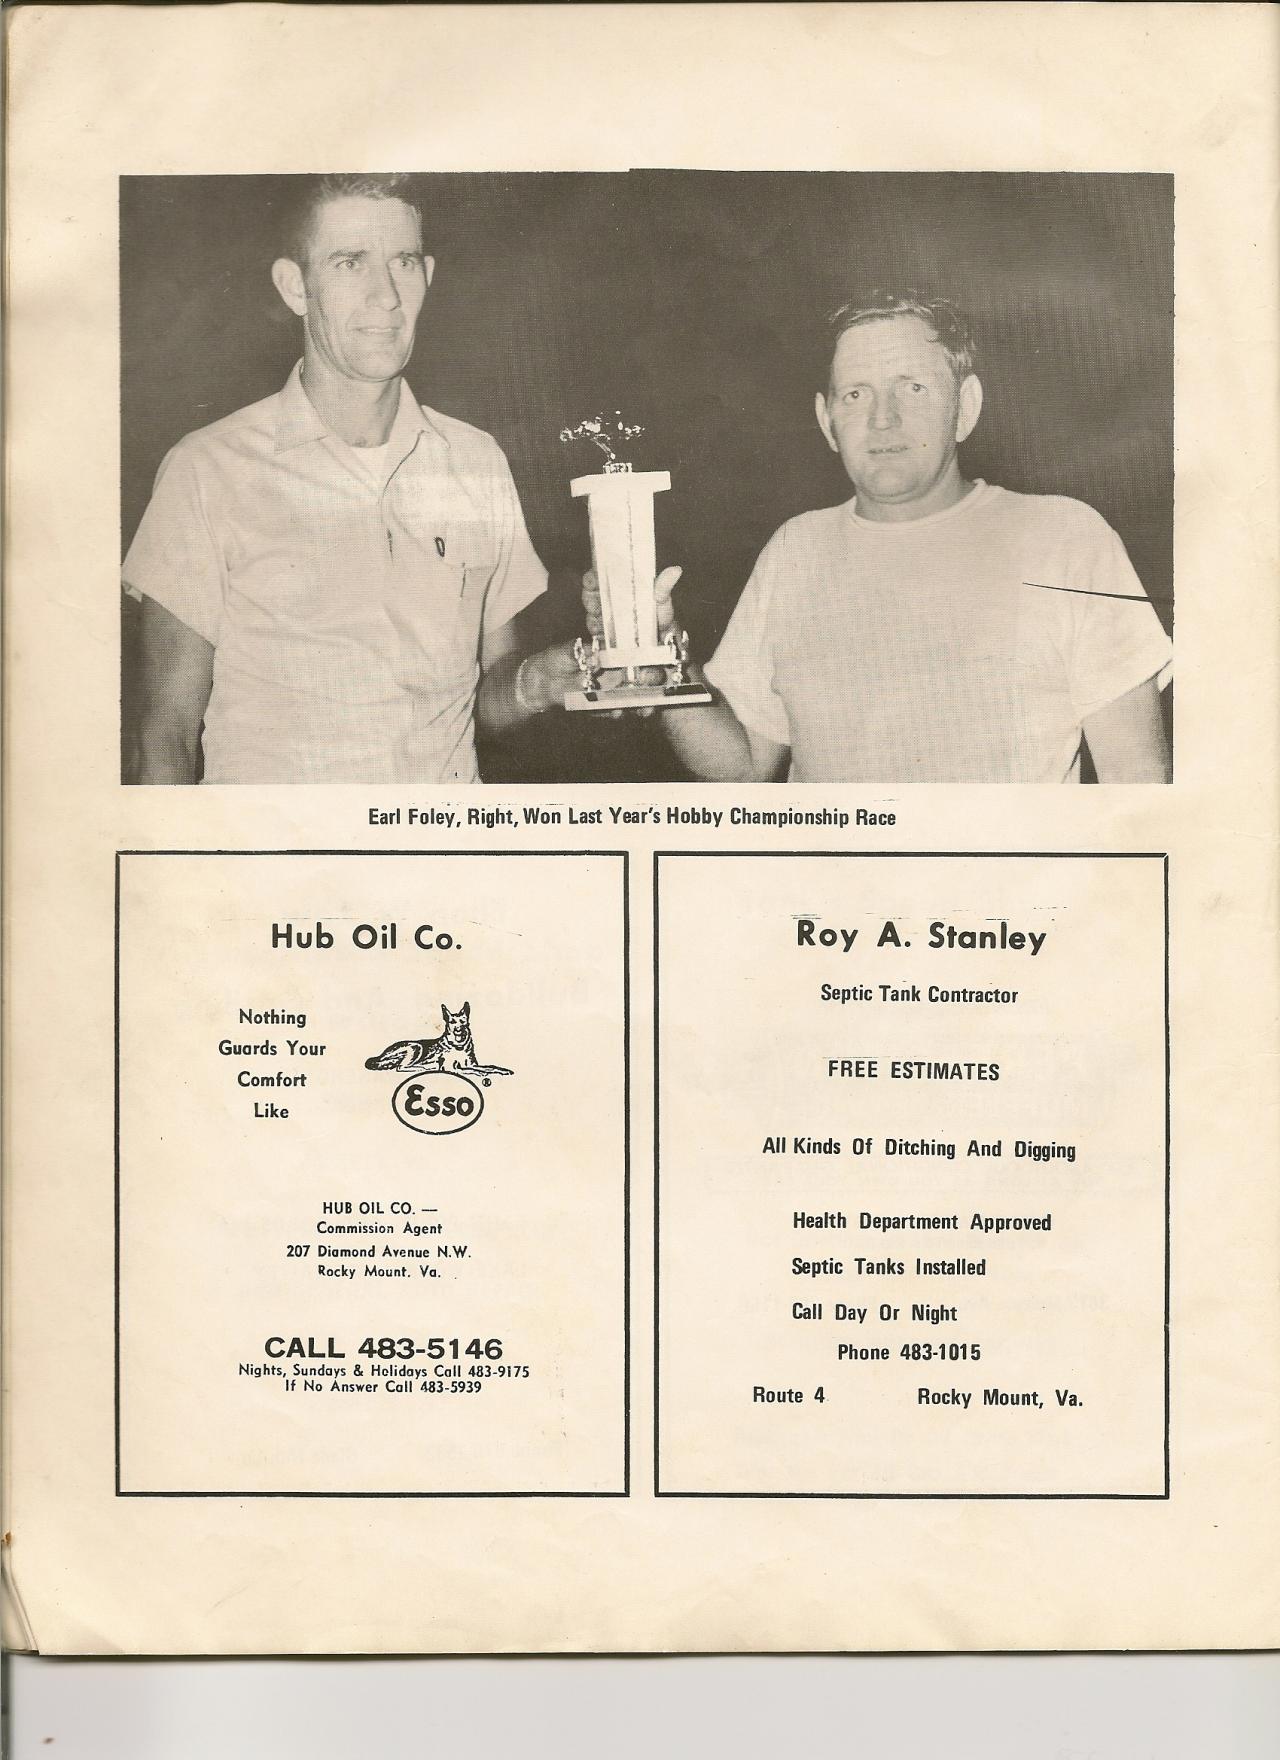 Earl Foley, Right, Won Last Year's Hobby Championship Race
Hub Oil Co.
Nothing
Guards Your
Comfort
Like
Esso ®
HUB OIL CO. —
Commission Agent
207 Diamond Avenue N.W.
Rocky Mount, Va.
CALL 483-5146
Nights, Sundays & Holidays Call 483-9175
If No Answer Call 483-5939
Roy A. Stanley
Septic Tank Contractor
FREE ESTIMATES
All Kinds Of Ditching And Digging
Health Department Approved
Septic Tanks Installed
Call Day Or Night
Phone 483-1015
Route 4 Rocky Mount, Va.